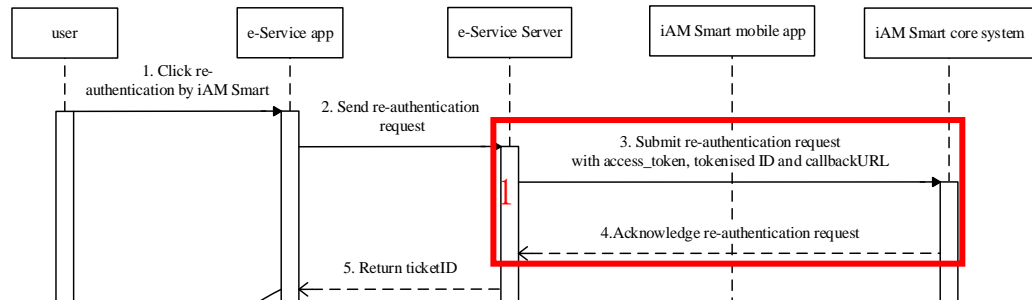 user
e-Service app
e-Service Server
iAM Smart mobile app
iAM Smart core system
1. Click re-
authentication by iAM Smart
2. Send re-authentication
request
3. Submit re-authentication request
with access_token, tokenised ID and callbackURL
1
4.Acknowledge re-authentication request
5. Return ticketID